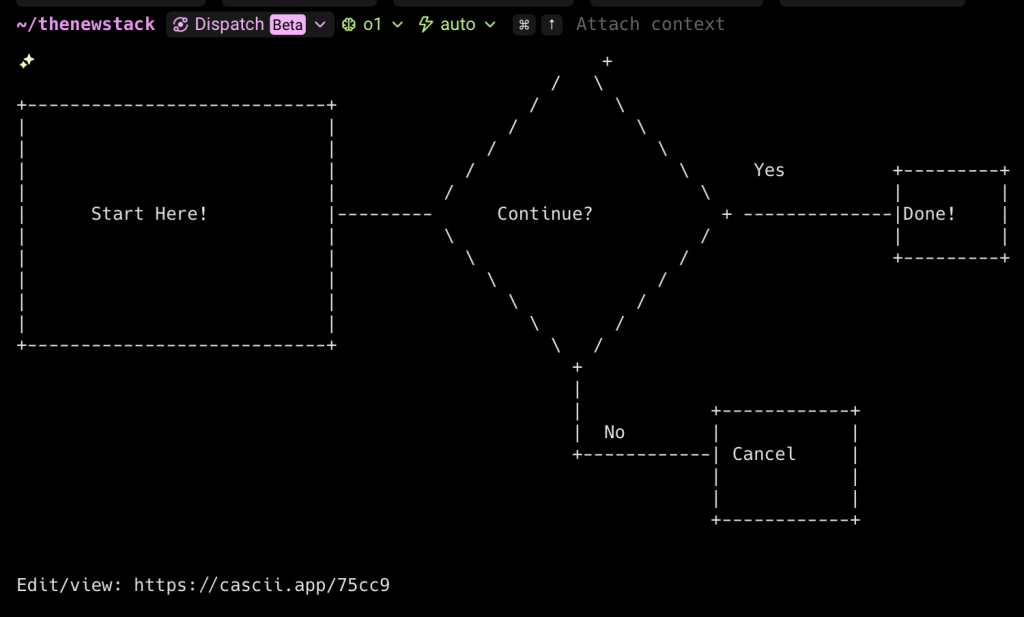 ~/thenewstack Dispatch Beta o1 auto ⌘ ↑ Attach context
Yes
Start Here!
Continue?
Done!
No
Cancel
Edit/view: https://cascii.app/75cc9